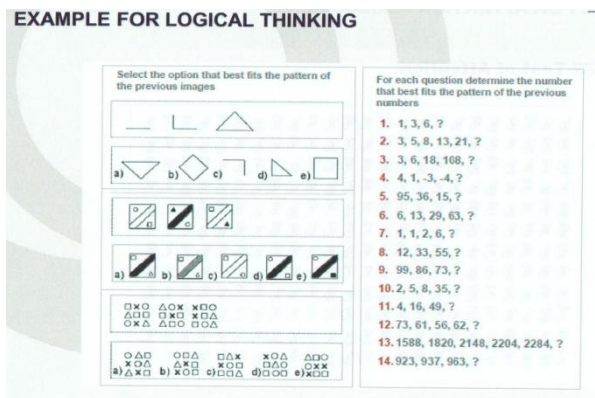 EXAMPLE FOR LOGICAL THINKING
Select the option that best fits the pattern of
the previous images
a) b) c) d) e)
a) b) c) d) e)
a) b) c) d) e)
For each question determine the number
that best fits the pattern of the previous
numbers
1. 1, 3, 6, ?
2. 3, 5, 8, 13, 21, ?
3. 3, 6, 18, 108, ?
4. 4, 1, -3, -4, ?
5. 95, 36, 15, ?
6. 6, 13, 29, 63, ?
7. 1, 1, 2, 6, ?
8. 12, 33, 55, ?
9. 99, 86, 73, ?
10. 2, 5, 8, 35, ?
11. 4, 16, 49, ?
12. 73, 61, 56, 62, ?
13. 1588, 1820, 2148, 2204, 2284, ?
14. 923, 937, 963, ?